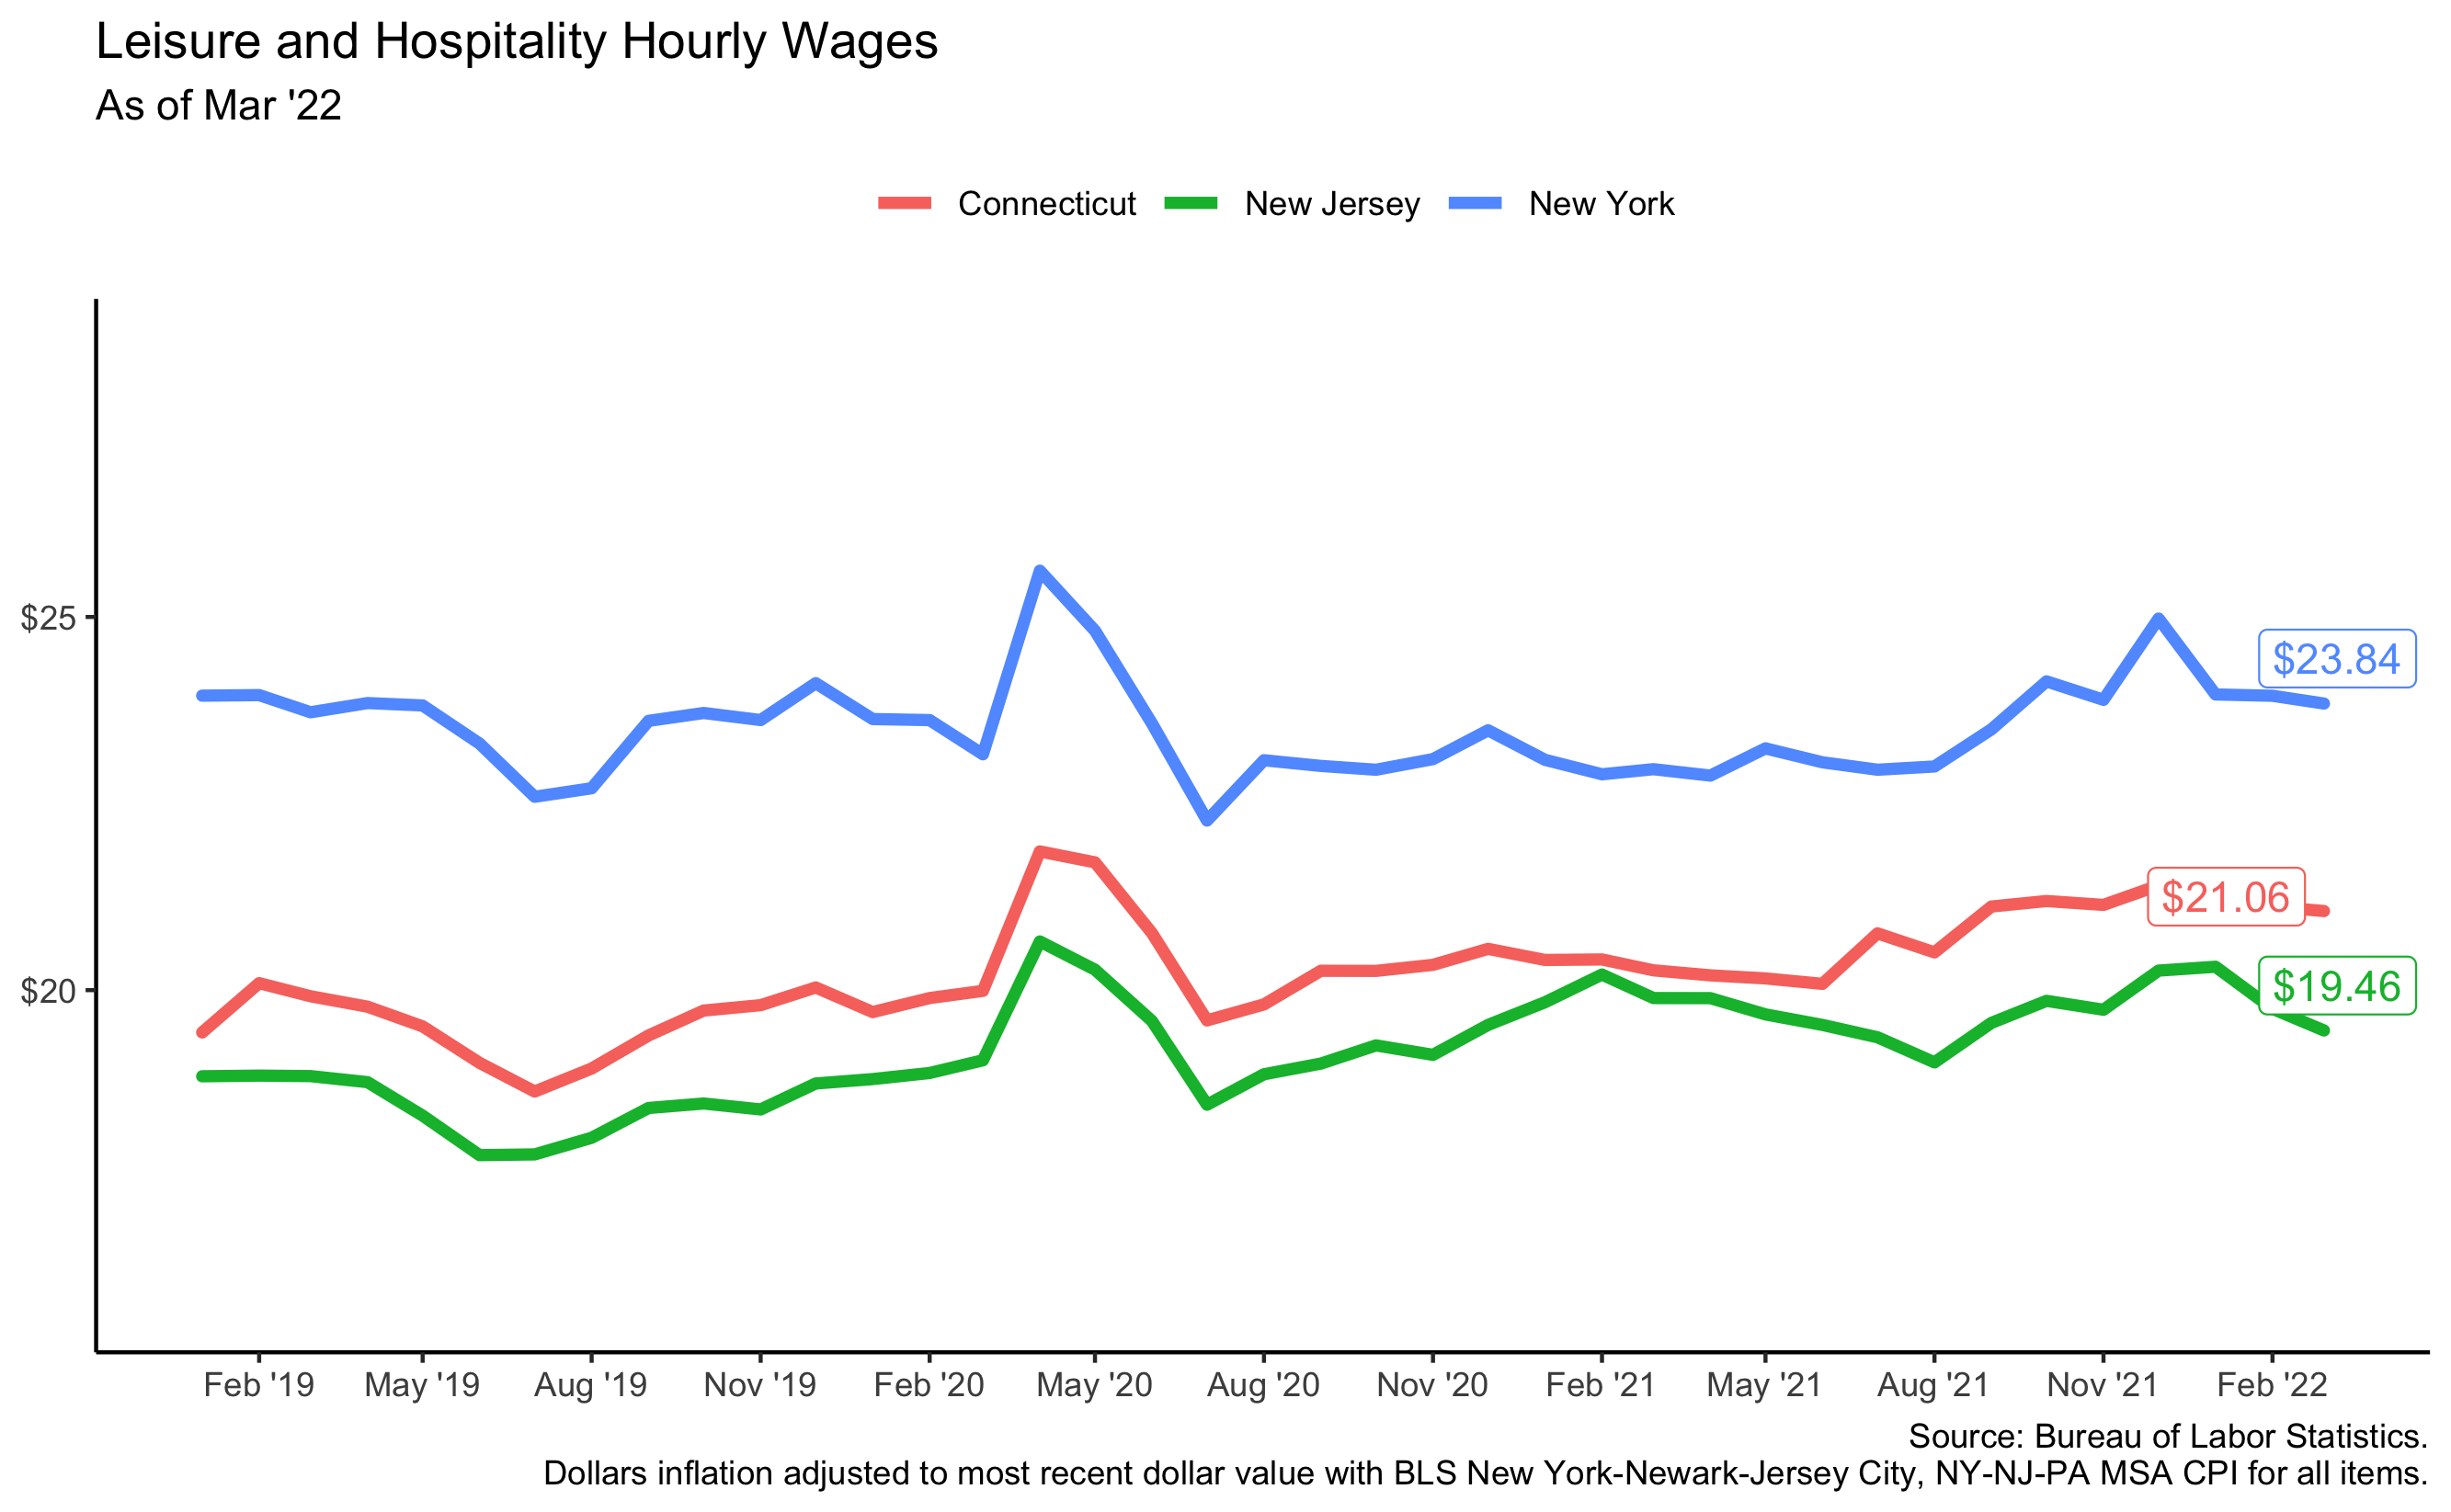 Leisure and Hospitality Hourly Wages
As of Mar '22
Connecticut New Jersey New York
$25
$23.84
$21.06
$20
$19.46
Feb '19 May '19 Aug '19 Nov '19 Feb '20 May '20 Aug '20 Nov '20 Feb '21 May '21 Aug '21 Nov '21 Feb '22
Source: Bureau of Labor Statistics.
Dollars inflation adjusted to most recent dollar value with BLS New York-Newark-Jersey City, NY-NJ-PA MSA CPI for all items.